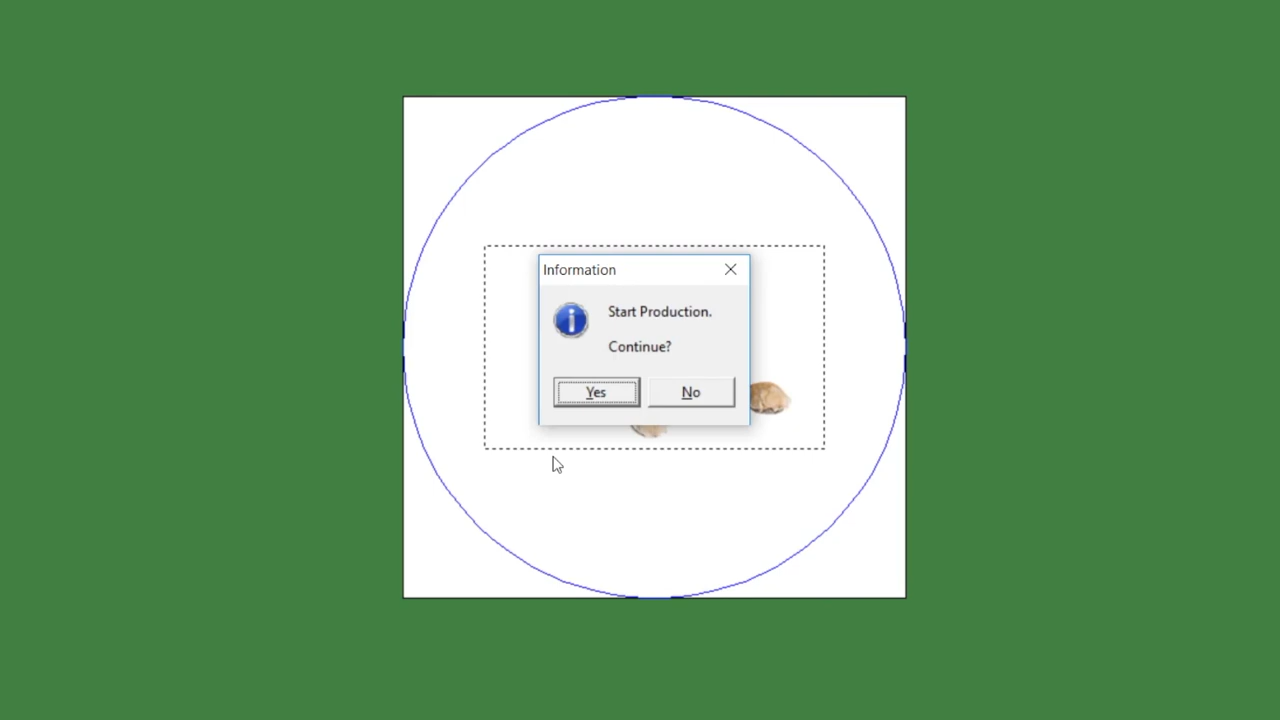 Information
Start Production.
Continue?
Yes
No